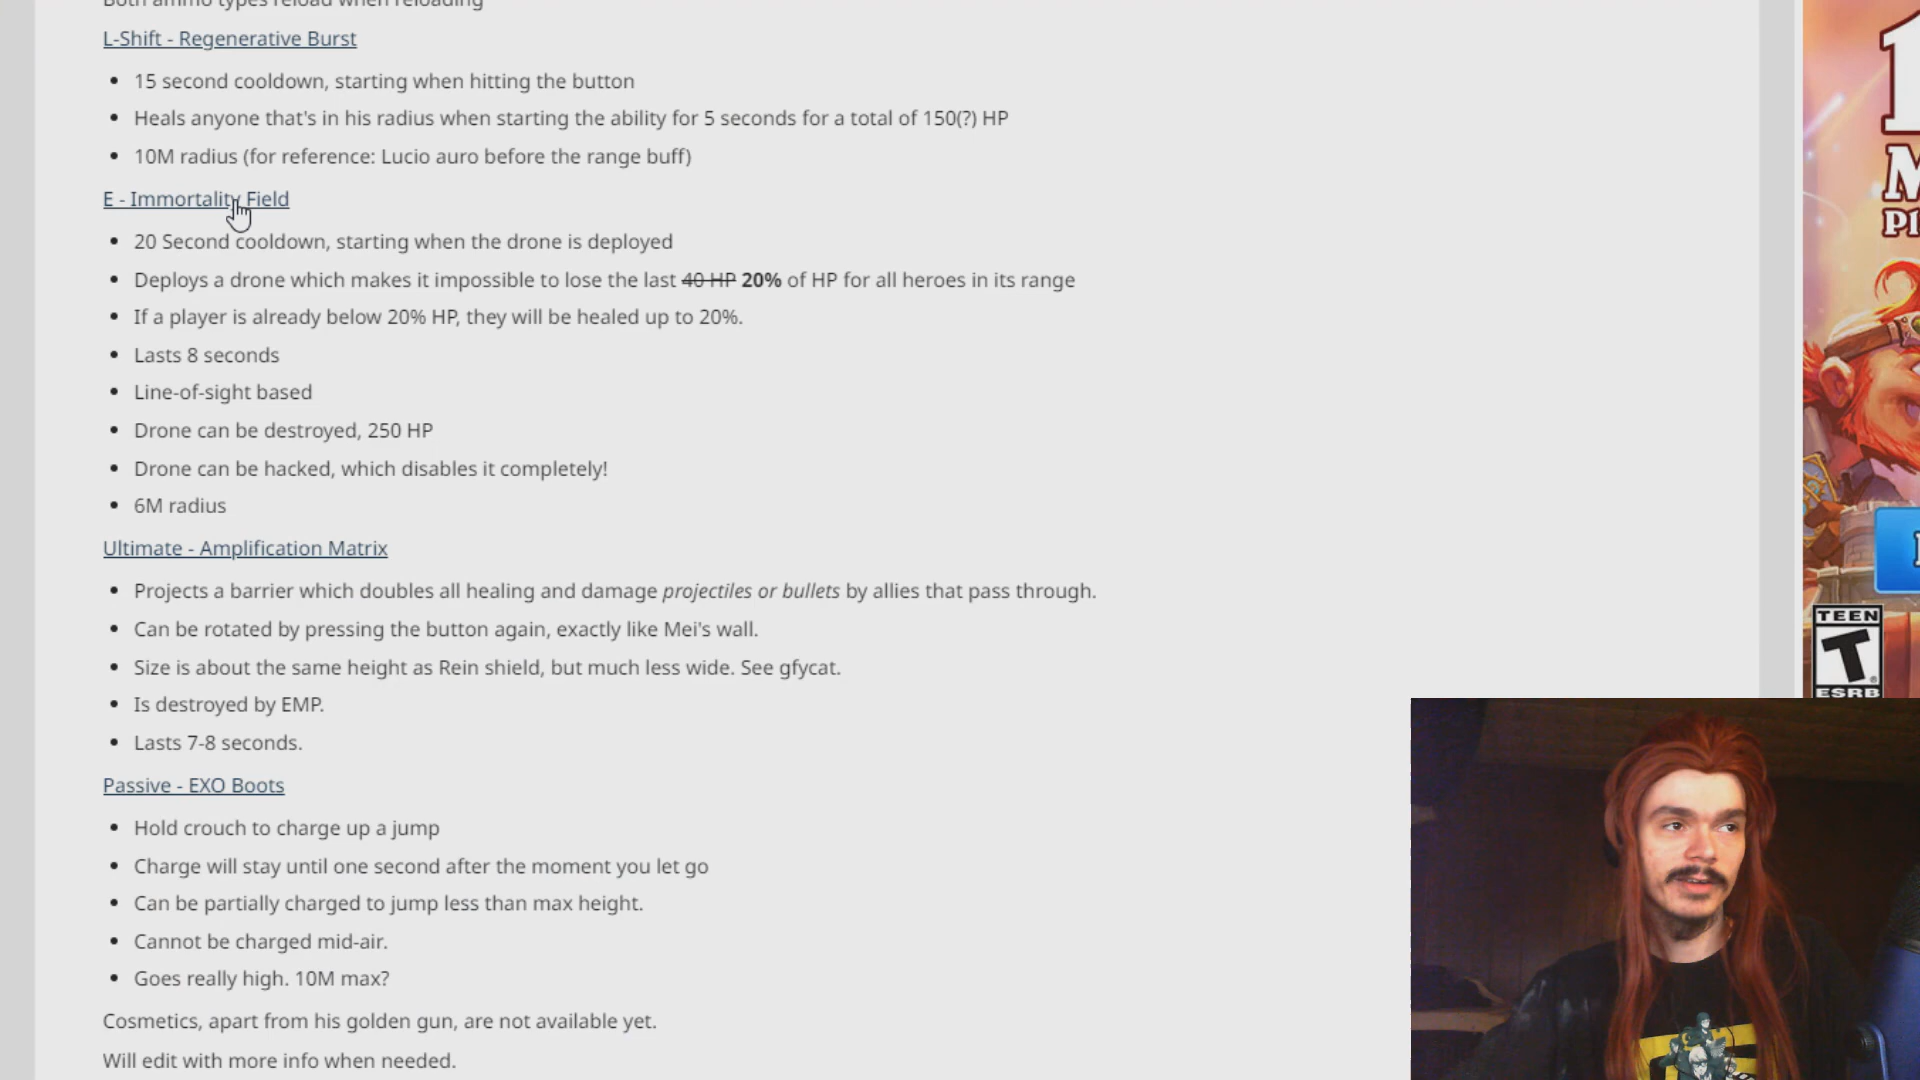 Both ammo types reload when reloading
L-Shift - Regenerative Burst
15 second cooldown, starting when hitting the button
Heals anyone that's in his radius when starting the ability for 5 seconds for a total of 150(?) HP
10M radius (for reference: Lucio auro before the range buff)
E - Immortality Field
20 Second cooldown, starting when the drone is deployed
Deploys a drone which makes it impossible to lose the last 40 HP 20% of HP for all heroes in its range
If a player is already below 20% HP, they will be healed up to 20%.
Lasts 8 seconds
Line-of-sight based
Drone can be destroyed, 250 HP
Drone can be hacked, which disables it completely!
6M radius
Ultimate - Amplification Matrix
Projects a barrier which doubles all healing and damage projectiles or bullets by allies that pass through.
Can be rotated by pressing the button again, exactly like Mei's wall.
Size is about the same height as Rein shield, but much less wide. See gfycat.
Is destroyed by EMP.
Lasts 7-8 seconds.
Passive - EXO Boots
Hold crouch to charge up a jump
Charge will stay until one second after the moment you let go
Can be partially charged to jump less than max height.
Cannot be charged mid-air.
Goes really high. 10M max?
Cosmetics, apart from his golden gun, are not available yet.
Will edit with more info when needed.
TEEN
T
ESRB